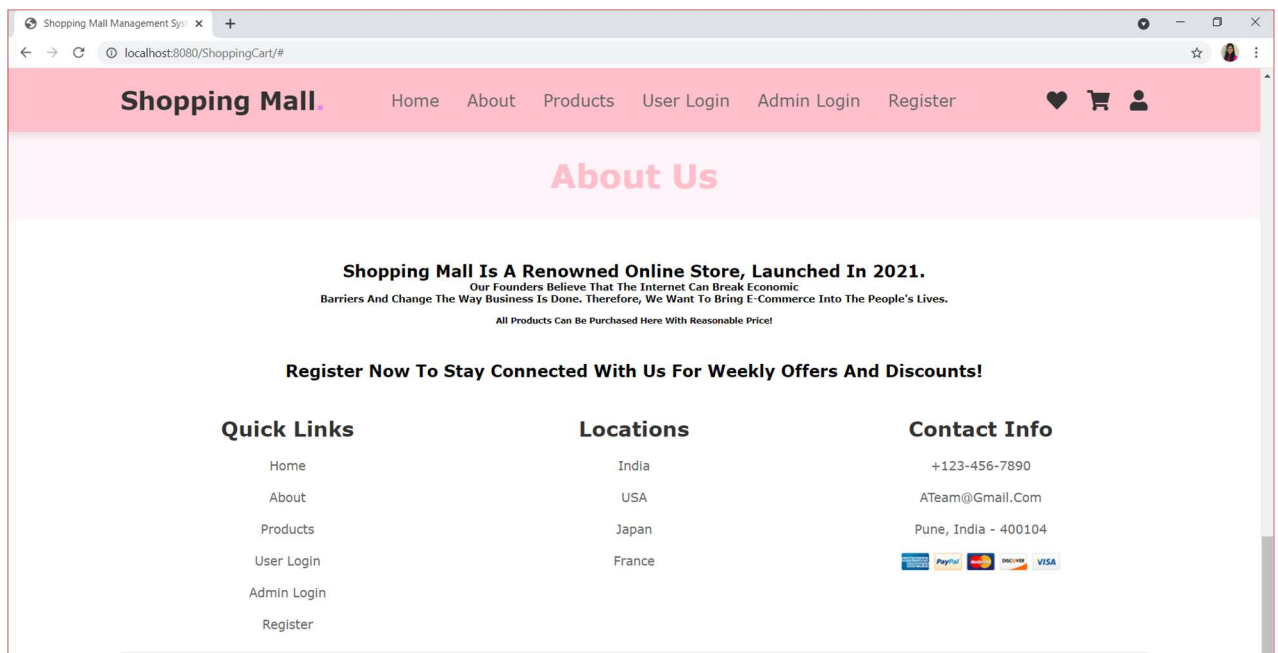 Shopping Mall Management Sys
localhost:8080/ShoppingCart/#
Shopping Mall. Home About Products User Login Admin Login Register
About Us
Shopping Mall Is A Renowned Online Store, Launched In 2021.
Our Founders Believe That The Internet Can Break Economic
Barriers And Change The Way Business Is Done. Therefore, We Want To Bring E-Commerce Into The People's Lives.
All Products Can Be Purchased Here With Reasonable Price!
Register Now To Stay Connected With Us For Weekly Offers And Discounts!
Quick Links
Home
About
Products
User Login
Admin Login
Register
Locations
India
USA
Japan
France
Contact Info
+123-456-7890
ATeam@Gmail.Com
Pune, India - 400104
AMERICAN EXPRESS PayPal MasterCard DISCOVER VISA